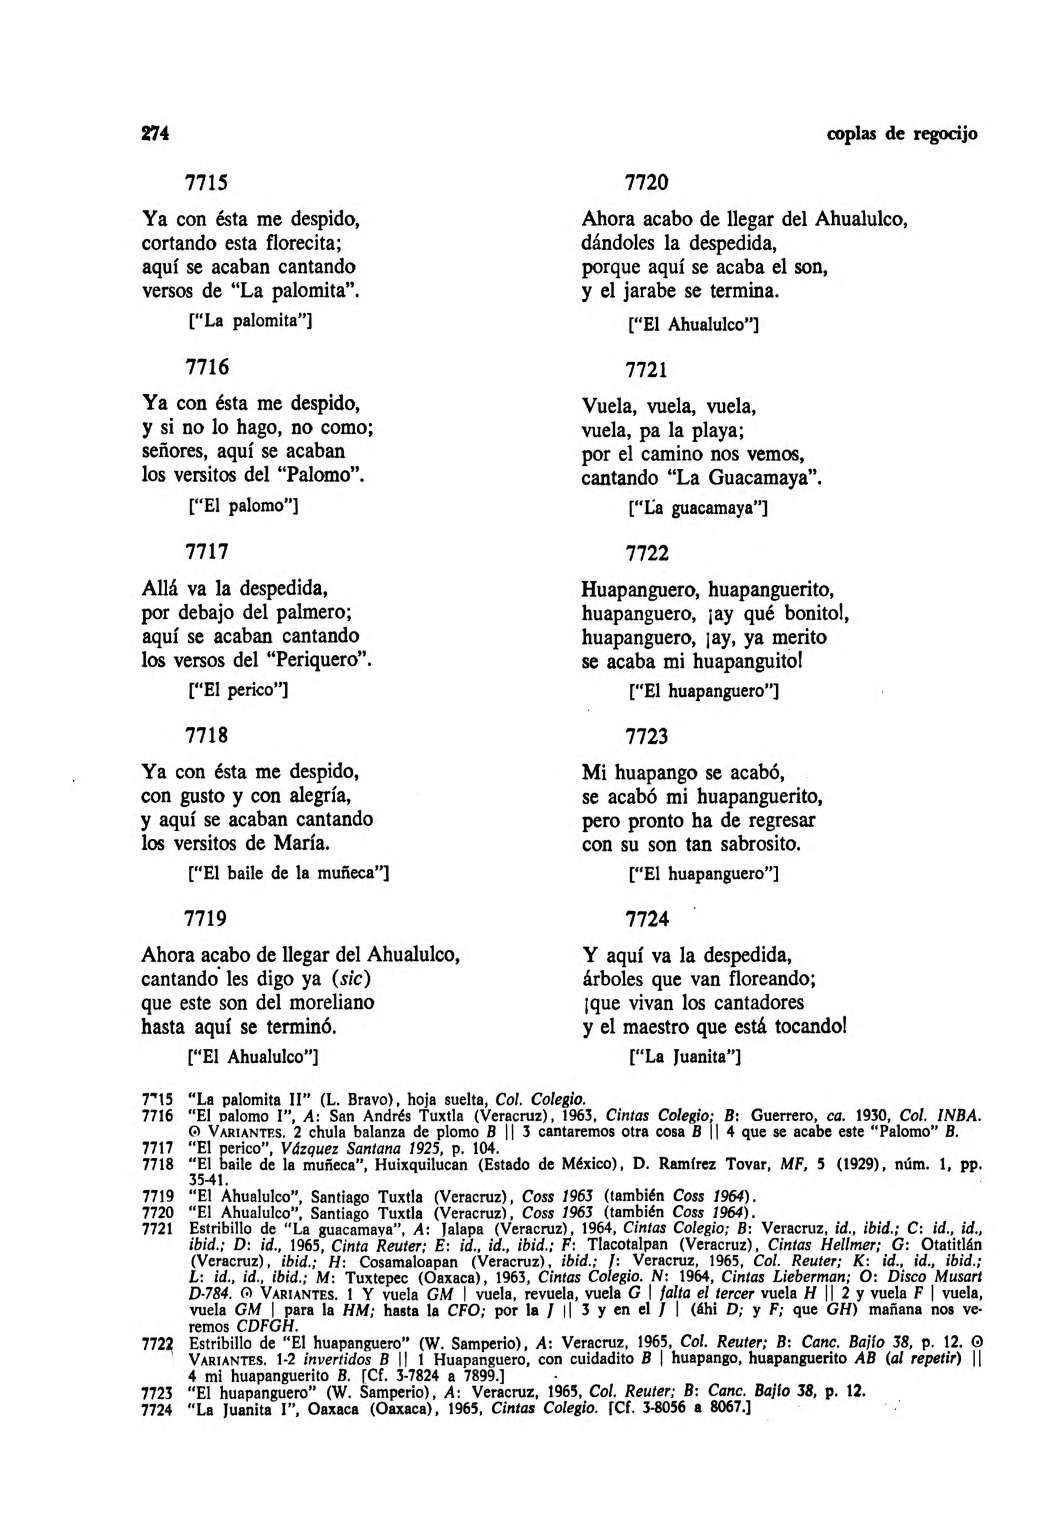 274
coplas de regocijo
7715
Ya con ésta me despido,
cortando esta florecita;
aquí se acaban cantando
versos de “La palomita”.
[“La palomita”]
7716
Ya con ésta me despido,
y si no lo hago, no como;
señores, aquí se acaban
los versitos del “Palomo”.
[“El palomo”]
7717
Allá va la despedida,
por debajo del palmero;
aquí se acaban cantando
los versos del “Periquero”.
[“El perico”]
7718
Ya con ésta me despido,
con gusto y con alegría,
y aquí se acaban cantando
los versitos de María.
[“El baile de la muñeca”]
7719
Ahora acabo de llegar del Ahualulco,
cantando les digo ya (sic)
que este son del moreliano
hasta aquí se terminó.
[“El Ahualulco”]
7720
Ahora acabo de llegar del Ahualulco,
dándoles la despedida,
porque aquí se acaba el son,
y el jarabe se termina.
[“El Ahualulco”]
7721
Vuela, vuela, vuela,
vuela, pa la playa;
por el camino nos vemos,
cantando “La Guacamaya”.
[“La guacamaya”]
7722
Huapanguero, huapanguerito,
huapanguero, ¡ay qué bonito!,
huapanguero, ¡ay, ya merito
se acaba mi huapanguito!
[“El huapanguero”]
7723
Mi huapango se acabó,
se acabó mi huapanguerito,
pero pronto ha de regresar
con su son tan sabrosito.
[“El huapanguero”]
7724
Y aquí va la despedida,
árboles que van floreando;
¡que vivan los cantadores
y el maestro que está tocando!
[“La Juanita”]
7715 “La palomita II” (L. Bravo), hoja suelta, Col. Colegio.
7716 “El palomo I”, A: San Andrés Tuxtla (Veracruz), 1963, Cintas Colegio; B: Guerrero, ca. 1930, Col. INBA.
⊙ VARIANTES. 2 chula balanza de plomo B || 3 cantaremos otra cosa B || 4 que se acabe este “Palomo” B.
7717 “El perico”, Vázquez Santana 1925, p. 104.
7718 “El baile de la muñeca”, Huixquilucan (Estado de México), D. Ramírez Tovar, MF, 5 (1929), núm. 1, pp.
35-41.
7719 “El Ahualulco”, Santiago Tuxtla (Veracruz), Coss 1963 (también Coss 1964).
7720 “El Ahualulco”, Santiago Tuxtla (Veracruz), Coss 1963 (también Coss 1964).
7721 Estribillo de “La guacamaya”, A: Jalapa (Veracruz), 1964, Cintas Colegio; B: Veracruz, id., ibid.; C: id., id.,
ibid.; D: id., 1965, Cinta Reuter; E: id., id., ibid.; F: Tlacotalpan (Veracruz), Cintas Hellmer; G: Otatitlán
(Veracruz), ibid.; H: Cosamaloapan (Veracruz), ibid.; J: Veracruz, 1965, Col. Reuter; K: id., id., ibid.;
L: id., id., ibid.; M: Tuxtepec (Oaxaca), 1963, Cintas Colegio. N: 1964, Cintas Lieberman; O: Disco Musart
D-784. ⊙ VARIANTES. 1 Y vuela GM | vuela, revuela, vuela G | falta el tercer vuela H || 2 y vuela F | vuela,
vuela GM | para la HM; hasta la CFO; por la J || 3 y en el J | (áhi D; y F; que GH) mañana nos ve-
remos CDFGH.
7722 Estribillo de “El huapanguero” (W. Samperio), A: Veracruz, 1965, Col. Reuter; B: Canc. Bajío 38, p. 12. ⊙
VARIANTES. 1-2 invertidos B || 1 Huapanguero, con cuidadito B | huapango, huapanguerito AB (al repetir) ||
4 mi huapanguerito B. [Cf. 3-7824 a 7899.]
7723 “El huapanguero” (W. Samperio), A: Veracruz, 1965, Col. Reuter; B: Canc. Bajío 38, p. 12.
7724 “La Juanita I”, Oaxaca (Oaxaca), 1965, Cintas Colegio. [Cf. 3-8056 a 8067.]